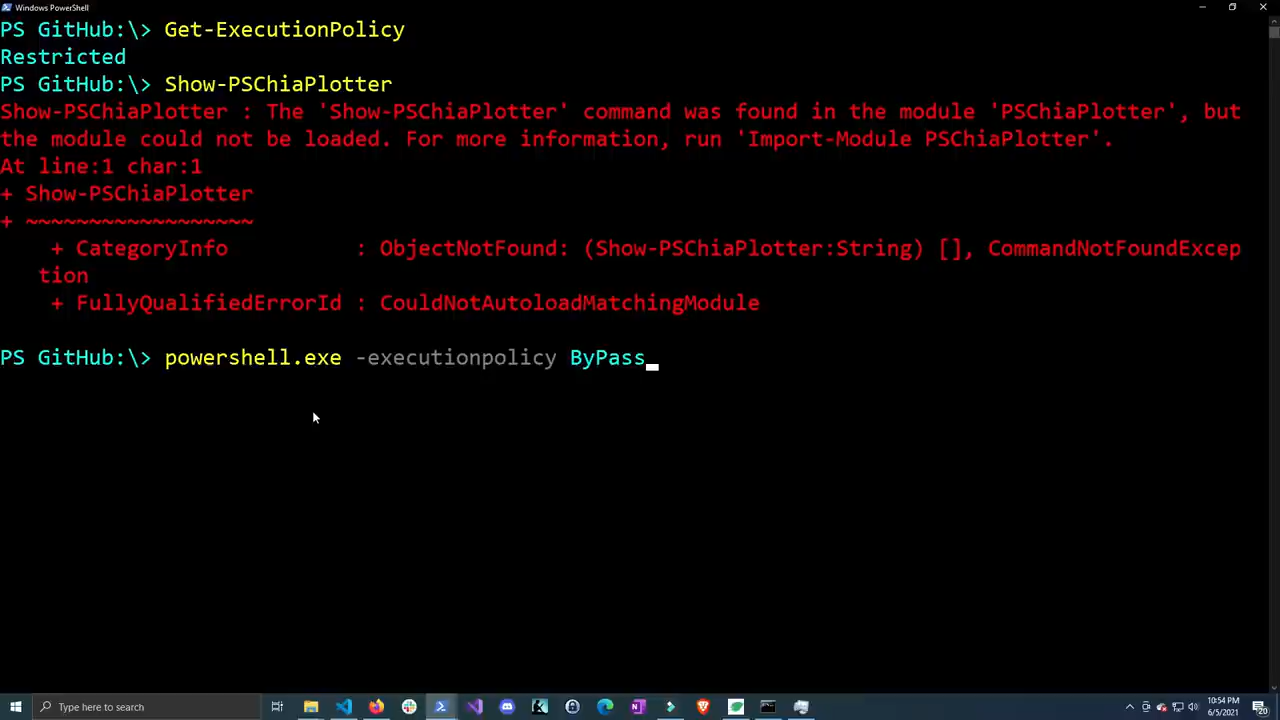 Windows PowerShell
PS GitHub:\> Get-ExecutionPolicy
Restricted
PS GitHub:\> Show-PSChiaPlotter
Show-PSChiaPlotter : The 'Show-PSChiaPlotter' command was found in the module 'PSChiaPlotter', but
the module could not be loaded. For more information, run 'Import-Module PSChiaPlotter'.
At line:1 char:1
+ Show-PSChiaPlotter
+ ~~~~~~~~~~~~~~~~~~
    + CategoryInfo          : ObjectNotFound: (Show-PSChiaPlotter:String) [], CommandNotFoundExcep
   tion
    + FullyQualifiedErrorId : CouldNotAutoloadMatchingModule
PS GitHub:\> powershell.exe -executionpolicy ByPass
Type here to search
10:54 PM
6/5/2021
20